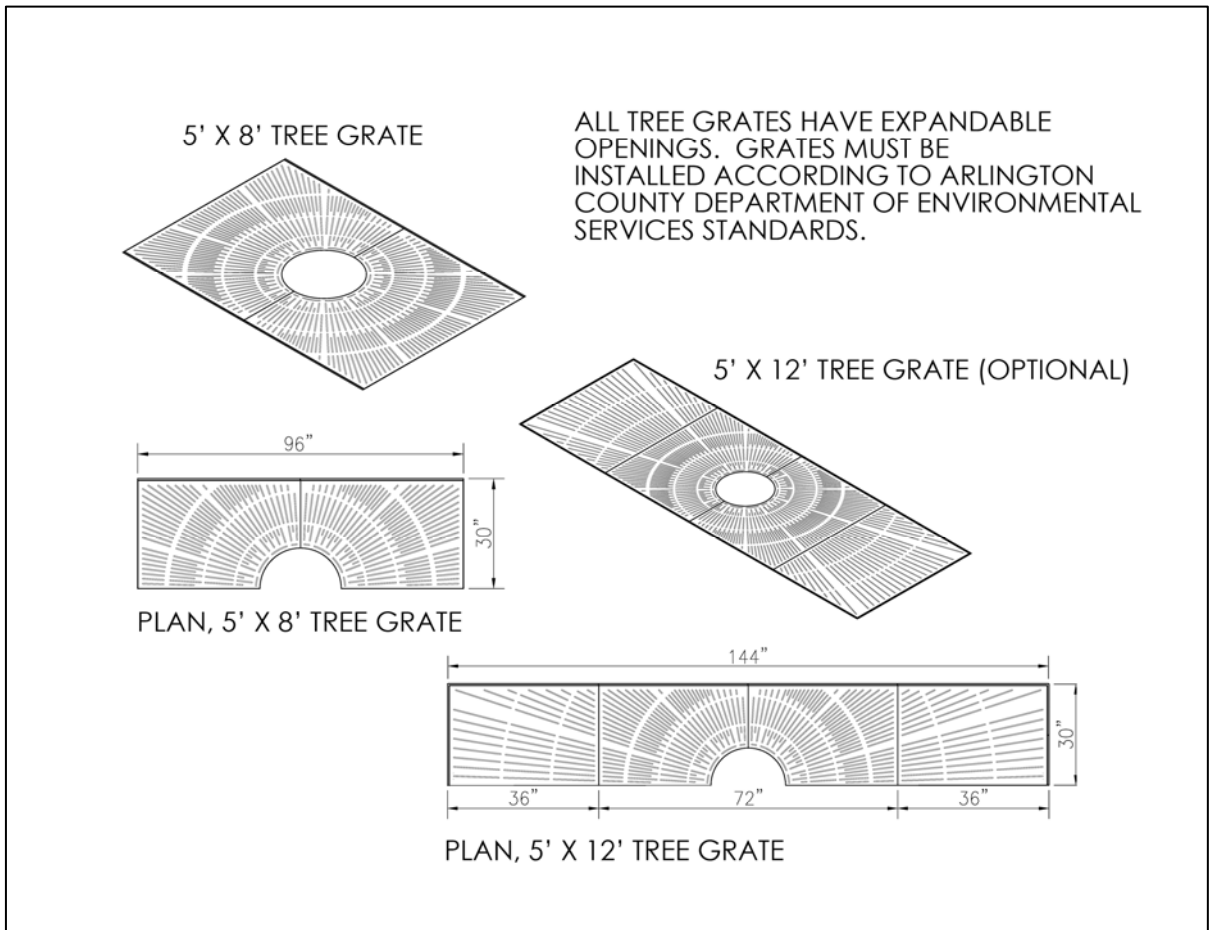 5’ X 8’ TREE GRATE
ALL TREE GRATES HAVE EXPANDABLE
OPENINGS.  GRATES MUST BE
INSTALLED ACCORDING TO ARLINGTON
COUNTY DEPARTMENT OF ENVIRONMENTAL
SERVICES STANDARDS.
5’ X 12’ TREE GRATE (OPTIONAL)
96”
30”
PLAN, 5’ X 8’ TREE GRATE
144”
30”
36”
72”
36”
PLAN, 5’ X 12’ TREE GRATE